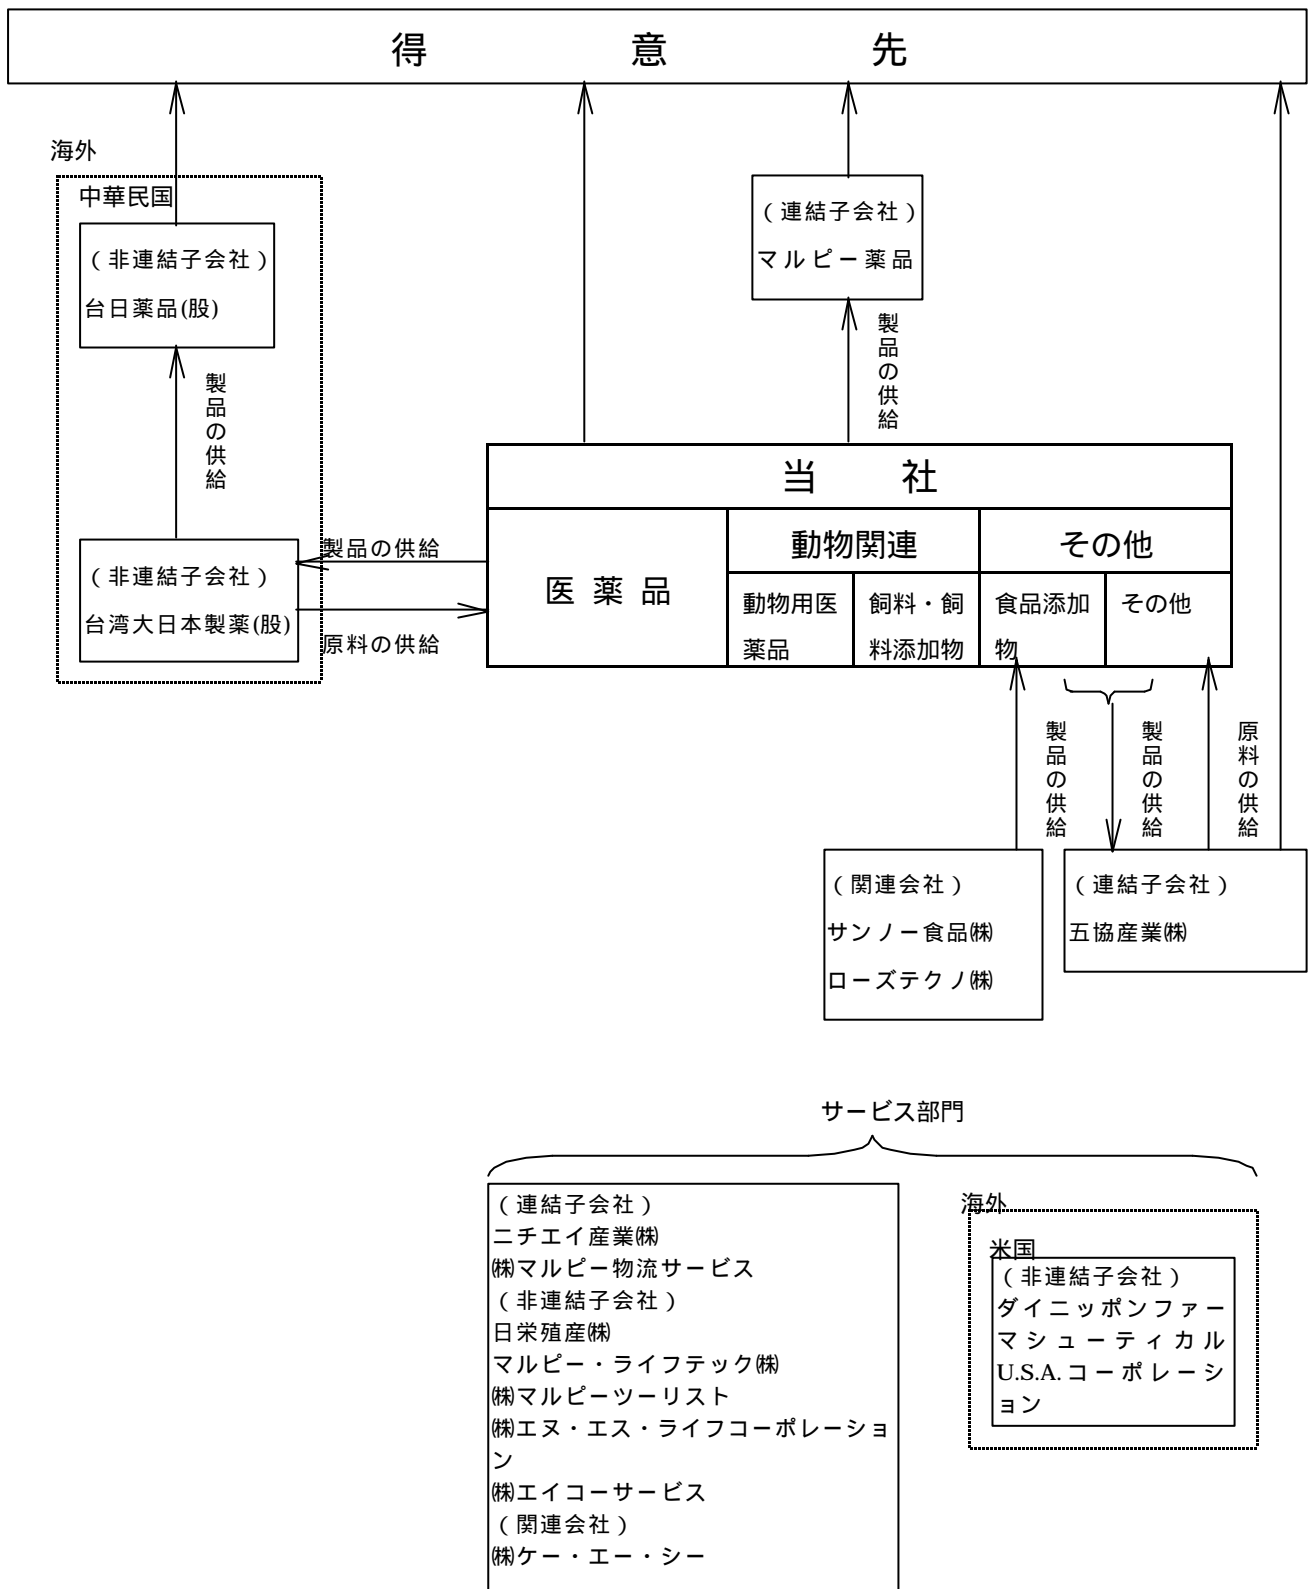 得意先
海外
中華民国
（非連結子会社）
台日薬品(股)
製品の供給
（非連結子会社）
台湾大日本製薬(股)
製品の供給
原料の供給
（連結子会社）
マルピー薬品
製品の供給
当社
医薬品
動物関連
その他
動物用医
薬品
飼料・飼
料添加物
食品添加
物
その他
製品の供給
製品の供給
原料の供給
（関連会社）
サンノー食品㈱
ローズテクノ㈱
（連結子会社）
五協産業㈱
サービス部門
（連結子会社）
ニチエイ産業㈱
㈱マルピー物流サービス
（非連結子会社）
日栄殖産㈱
マルピー・ライフテック㈱
㈱マルピーツーリスト
㈱エヌ・エス・ライフコーポレーショ
ン
㈱エイコーサービス
（関連会社）
㈱ケー・エー・シー
海外
米国
（非連結子会社）
ダイニッポンファー
マシューティカル
U.S.A.コーポレーシ
ョン